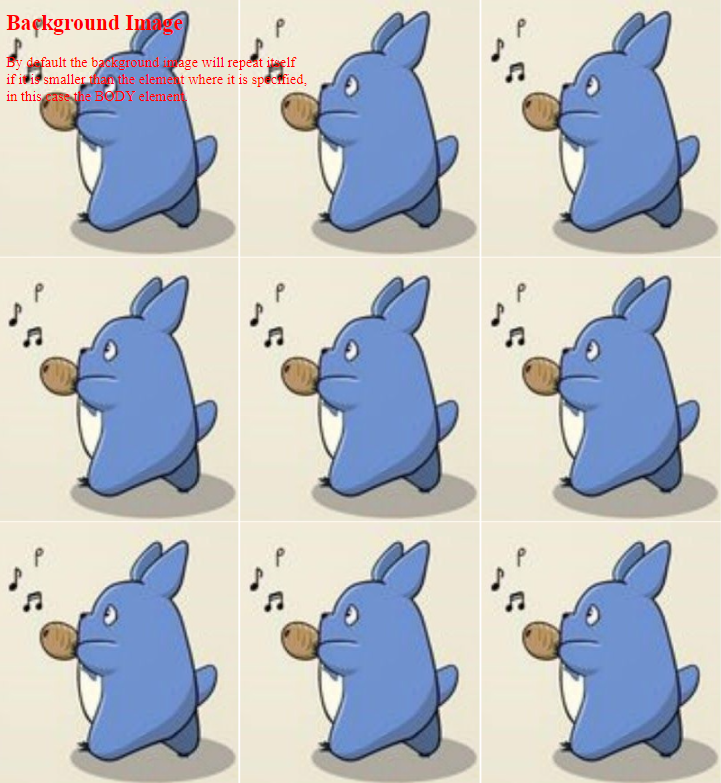 Background Image
By default the background image will repeat itself
if it is smaller than the element where it is specified,
in this case the BODY element.